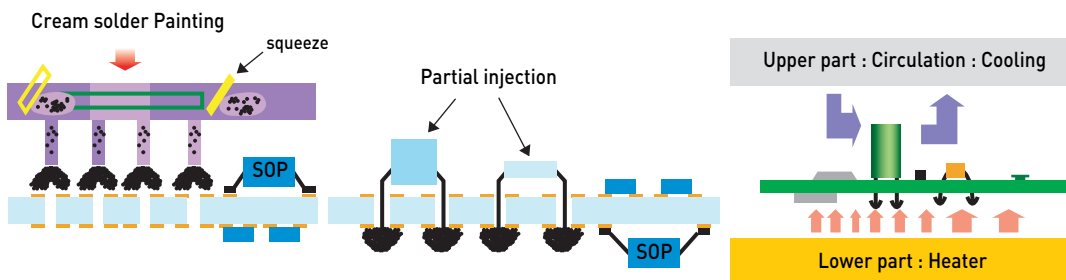 Cream solder Painting
squeeze
SOP
Partial injection
SOP
Upper part : Circulation : Cooling
Lower part : Heater